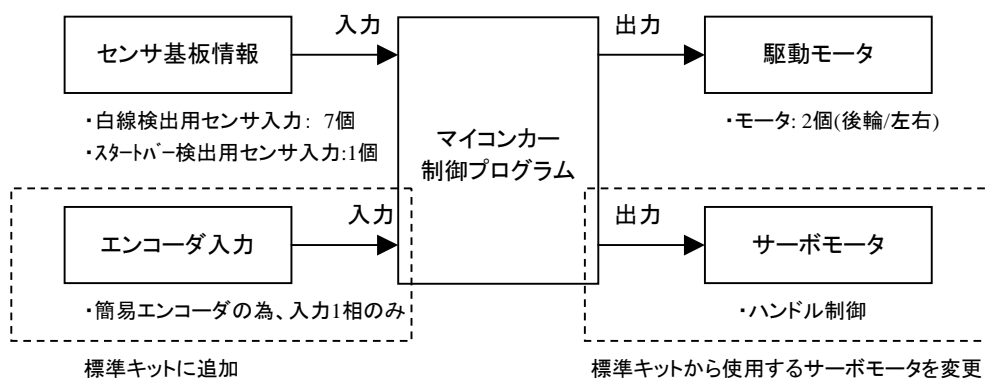 入力
センサ基板情報
・白線検出用センサ入力: 7個
・スタートバー検出用センサ入力:1個
マイコンカー
制御プログラム
出力
駆動モータ
・モータ: 2個(後輪/左右)
入力
エンコーダ入力
・簡易エンコーダの為、入力1相のみ
標準キットに追加
出力
サーボモータ
・ハンドル制御
標準キットから使用するサーボモータを変更